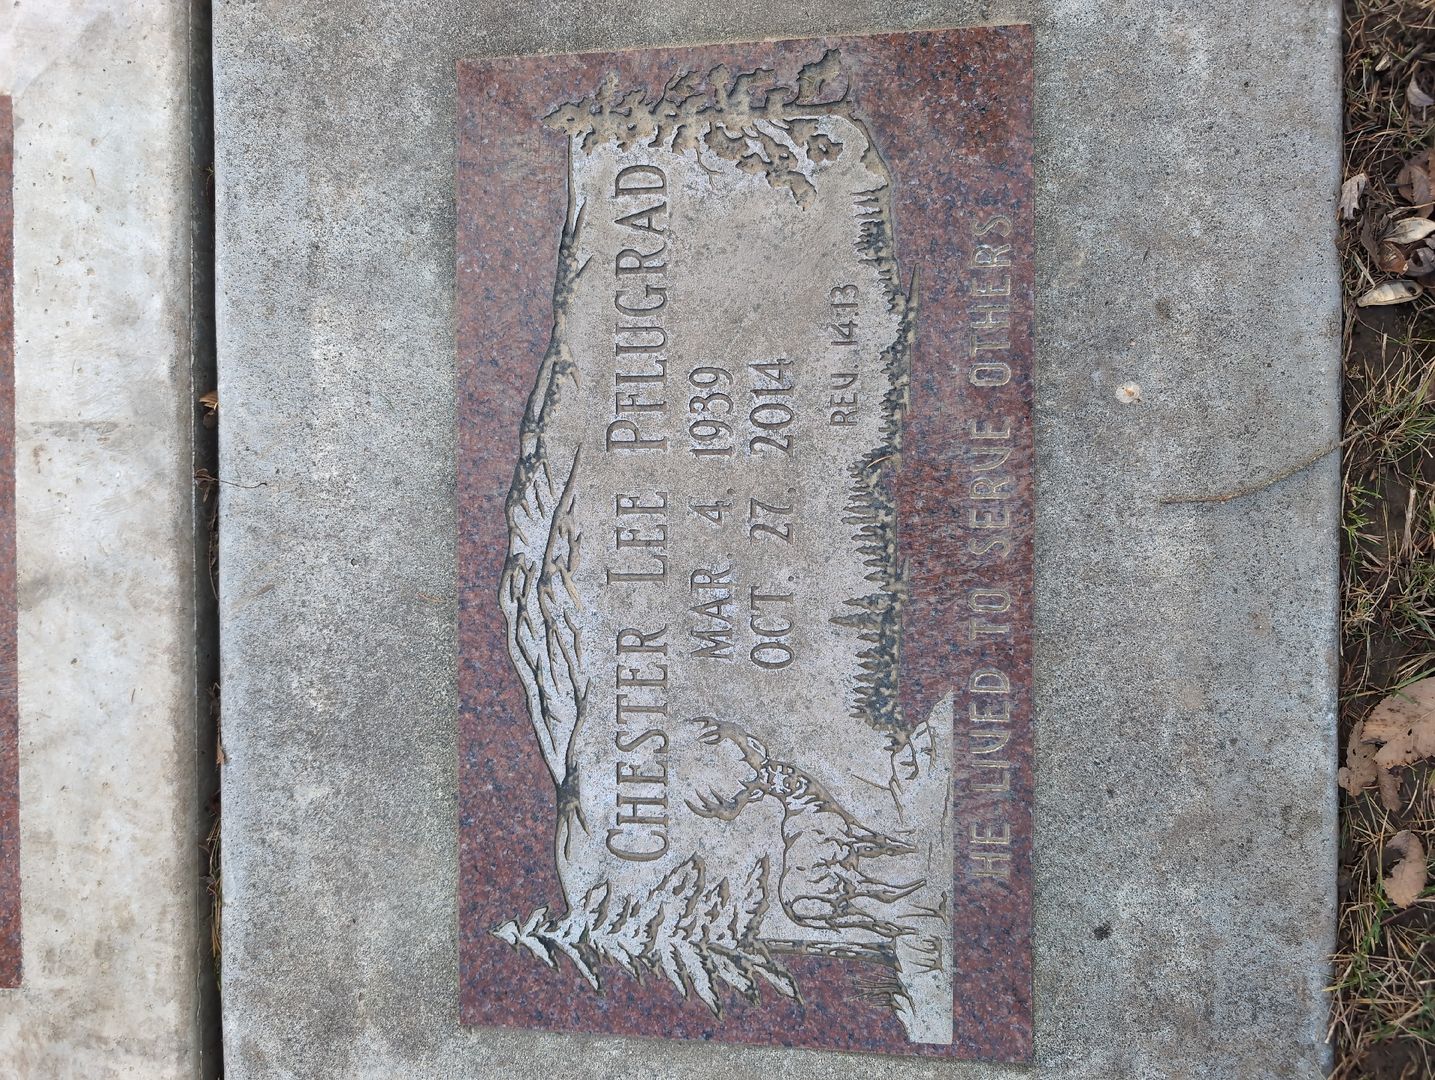 CHESTER LEE PFLUGRAD
MAR. 4. 1939
OCT. 27. 2014
REV. 14:13
HE LIVED TO SERVE OTHERS